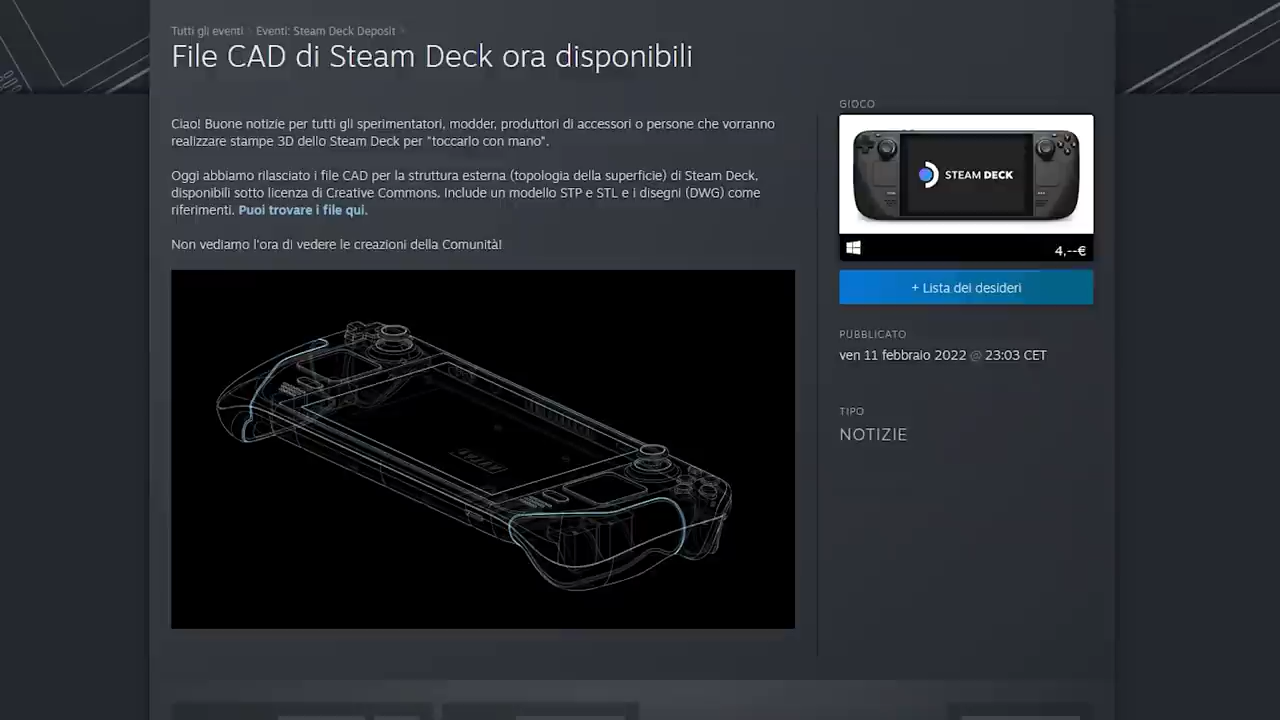 Tutti gli eventi Eventi: Steam Deck Deposit
File CAD di Steam Deck ora disponibili
Ciao! Buone notizie per tutti gli sperimentatori, modder, produttori di accessori o persone che vorranno
realizzare stampe 3D dello Steam Deck per "toccarlo con mano".
Oggi abbiamo rilasciato i file CAD per la struttura esterna (topologia della superficie) di Steam Deck,
disponibili sotto licenza di Creative Commons. Include un modello STP e STL e i disegni (DWG) come
riferimenti. Puoi trovare i file qui.
Non vediamo l'ora di vedere le creazioni della Comunità!
GIOCO
STEAM DECK
4,--€
+ Lista dei desideri
PUBBLICATO
ven 11 febbraio 2022 @ 23:03 CET
TIPO
NOTIZIE